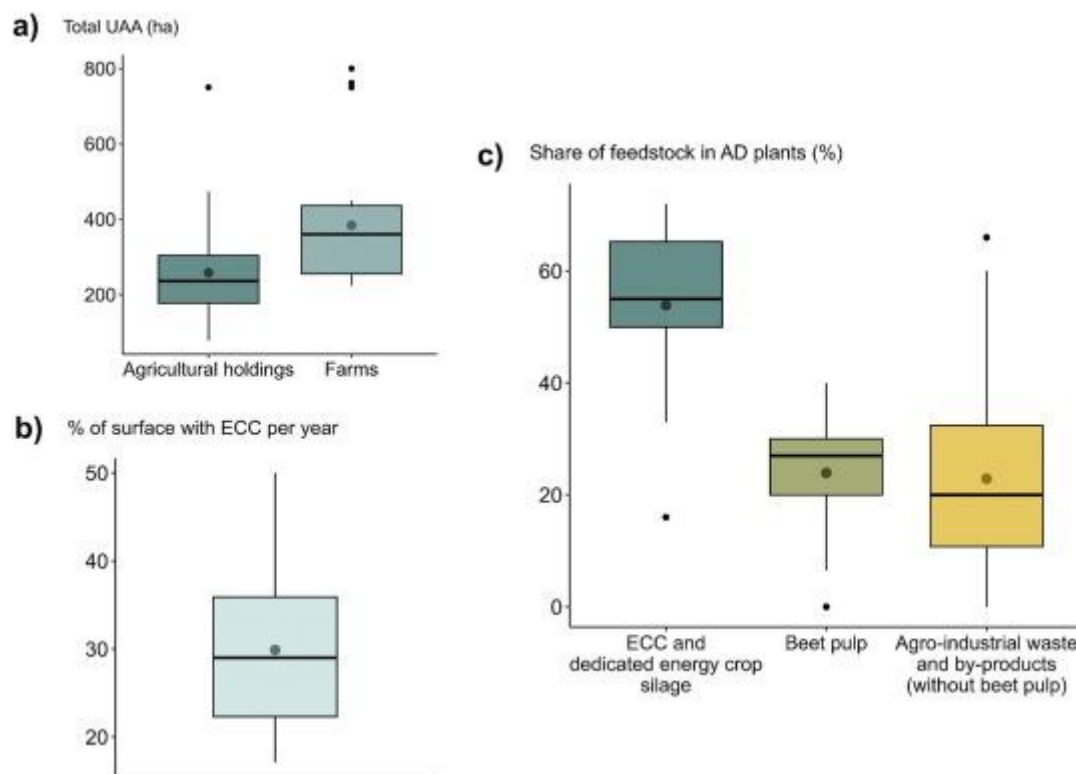 a) Total UAA (ha)
800
600
400
200
Agricultural holdings Farms
b) % of surface with ECC per year
50
40
30
20
c) Share of feedstock in AD plants (%)
60
40
20
0
ECC and
dedicated energy crop
silage
Beet pulp
Agro-industrial waste
and by-products
(without beet pulp)